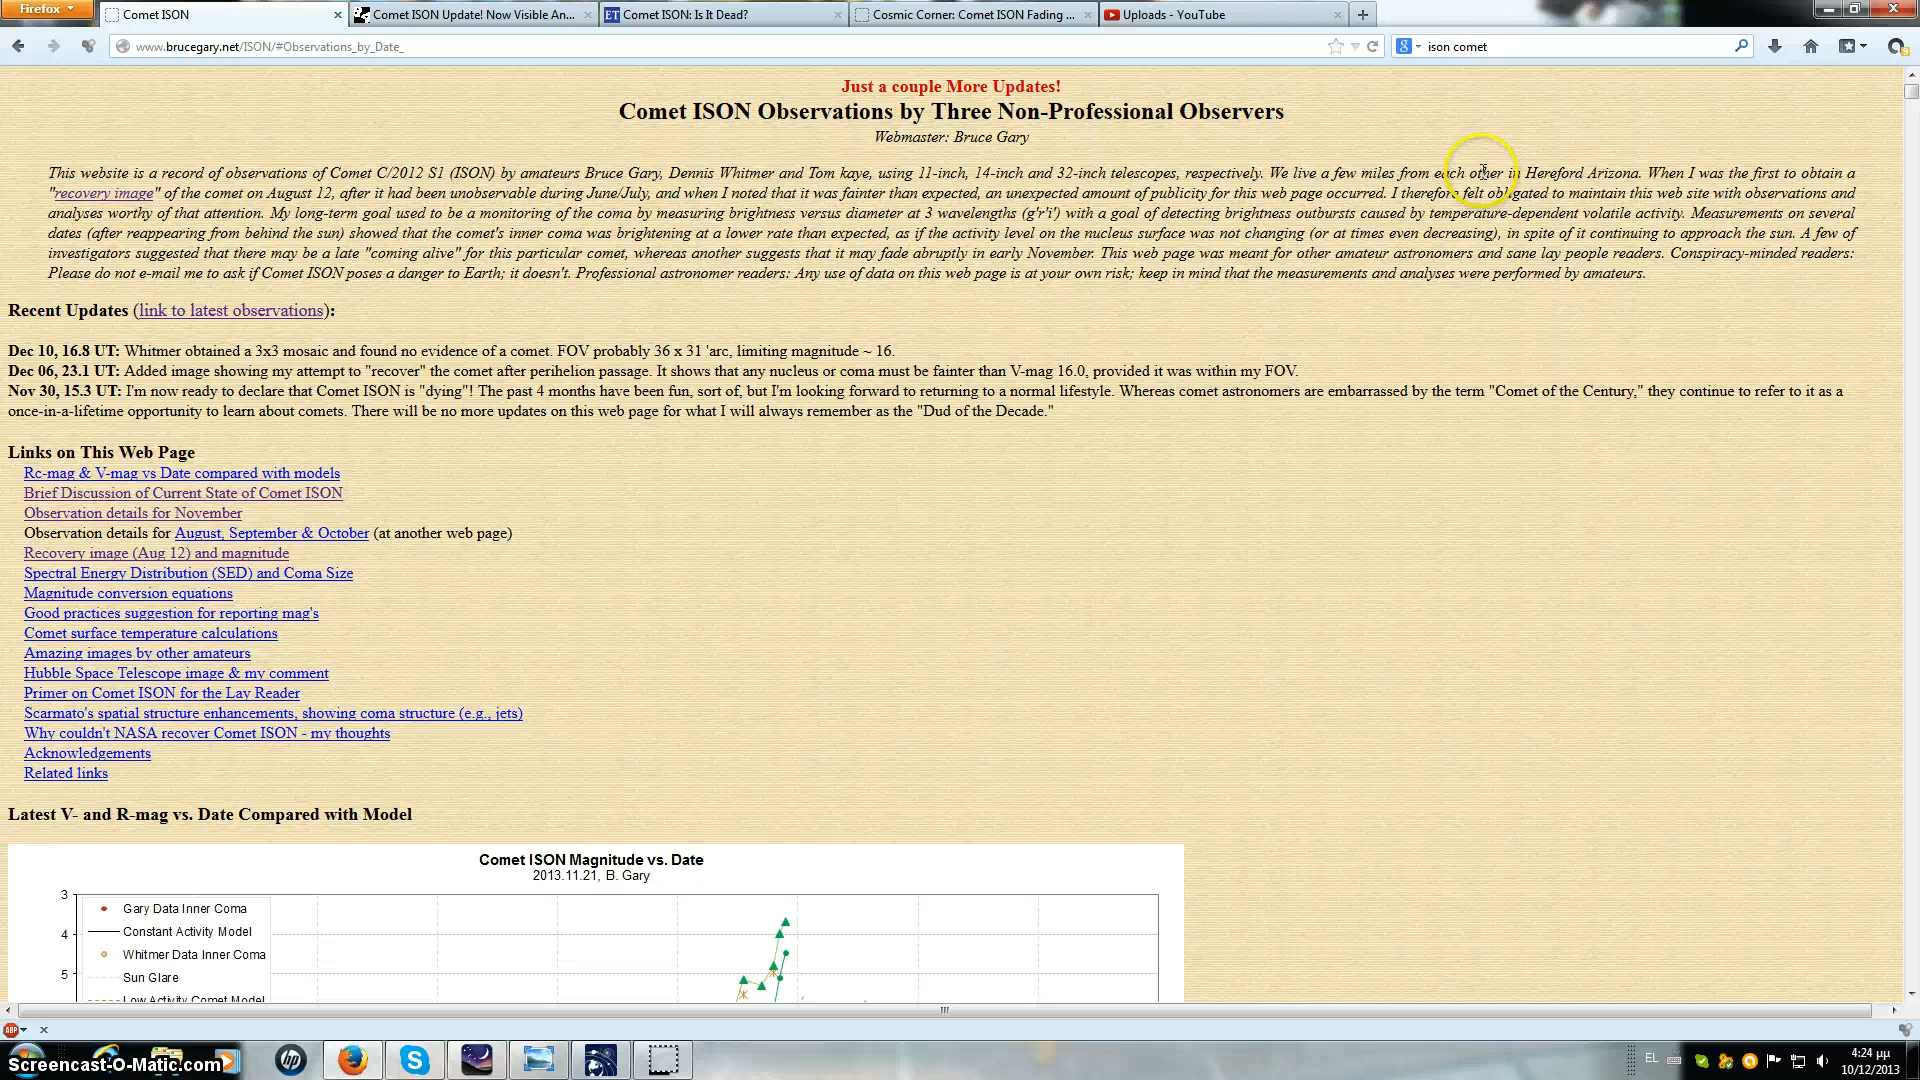 Firefox
Comet ISON
Comet ISON Update! Now Visible An...
Comet ISON: Is It Dead?
Cosmic Corner: Comet ISON Fading ...
Uploads - YouTube
www.brucegary.net/ISON/#Observations_by_Date_
ison comet
Just a couple More Updates!
Comet ISON Observations by Three Non-Professional Observers
Webmaster: Bruce Gary
This website is a record of observations of Comet C/2012 S1 (ISON) by amateurs Bruce Gary, Dennis Whitmer and Tom kaye, using 11-inch, 14-inch and 32-inch telescopes, respectively. We live a few miles from each other in Hereford Arizona. When I was the first to obtain a
"recovery image" of the comet on August 12, after it had been unobservable during June/July, and when I noted that it was fainter than expected, an unexpected amount of publicity for this web page occurred. I therefore felt obligated to maintain this web site with observations and
analyses worthy of that attention. My long-term goal used to be a monitoring of the coma by measuring brightness versus diameter at 3 wavelengths (g'r'i') with a goal of detecting brightness outbursts caused by temperature-dependent volatile activity. Measurements on several
dates (after reappearing from behind the sun) showed that the comet's inner coma was brightening at a lower rate than expected, as if the activity level on the nucleus surface was not changing (or at times even decreasing), in spite of it continuing to approach the sun. A few of
investigators suggested that there may be a late "coming alive" for this particular comet, whereas another suggests that it may fade abruptly in early November. This web page was meant for other amateur astronomers and sane lay people readers. Conspiracy-minded readers:
Please do not e-mail me to ask if Comet ISON poses a danger to Earth; it doesn't. Professional astronomer readers: Any use of data on this web page is at your own risk; keep in mind that the measurements and analyses were performed by amateurs.
Recent Updates (link to latest observations):
Dec 10, 16.8 UT: Whitmer obtained a 3x3 mosaic and found no evidence of a comet. FOV probably 36 x 31 'arc, limiting magnitude ~ 16.
Dec 06, 23.1 UT: Added image showing my attempt to "recover" the comet after perihelion passage. It shows that any nucleus or coma must be fainter than V-mag 16.0, provided it was within my FOV.
Nov 30, 15.3 UT: I'm now ready to declare that Comet ISON is "dying"! The past 4 months have been fun, sort of, but I'm looking forward to returning to a normal lifestyle. Whereas comet astronomers are embarrassed by the term "Comet of the Century," they continue to refer to it as a
once-in-a-lifetime opportunity to learn about comets. There will be no more updates on this web page for what I will always remember as the "Dud of the Decade."
Links on This Web Page
Rc-mag & V-mag vs Date compared with models
Brief Discussion of Current State of Comet ISON
Observation details for November
Observation details for August, September & October (at another web page)
Recovery image (Aug 12) and magnitude
Spectral Energy Distribution (SED) and Coma Size
Magnitude conversion equations
Good practices suggestion for reporting mag's
Comet surface temperature calculations
Amazing images by other amateurs
Hubble Space Telescope image & my comment
Primer on Comet ISON for the Lay Reader
Scarmato's spatial structure enhancements, showing coma structure (e.g., jets)
Why couldn't NASA recover Comet ISON - my thoughts
Acknowledgements
Related links
Latest V- and R-mag vs. Date Compared with Model
Comet ISON Magnitude vs. Date
2013.11.21, B. Gary
3
4
5
Gary Data Inner Coma
Constant Activity Model
Whitmer Data Inner Coma
Sun Glare
Low Activity Comet Model
ABP
Screencast-O-Matic.com
EL
4:24 μμ
10/12/2013